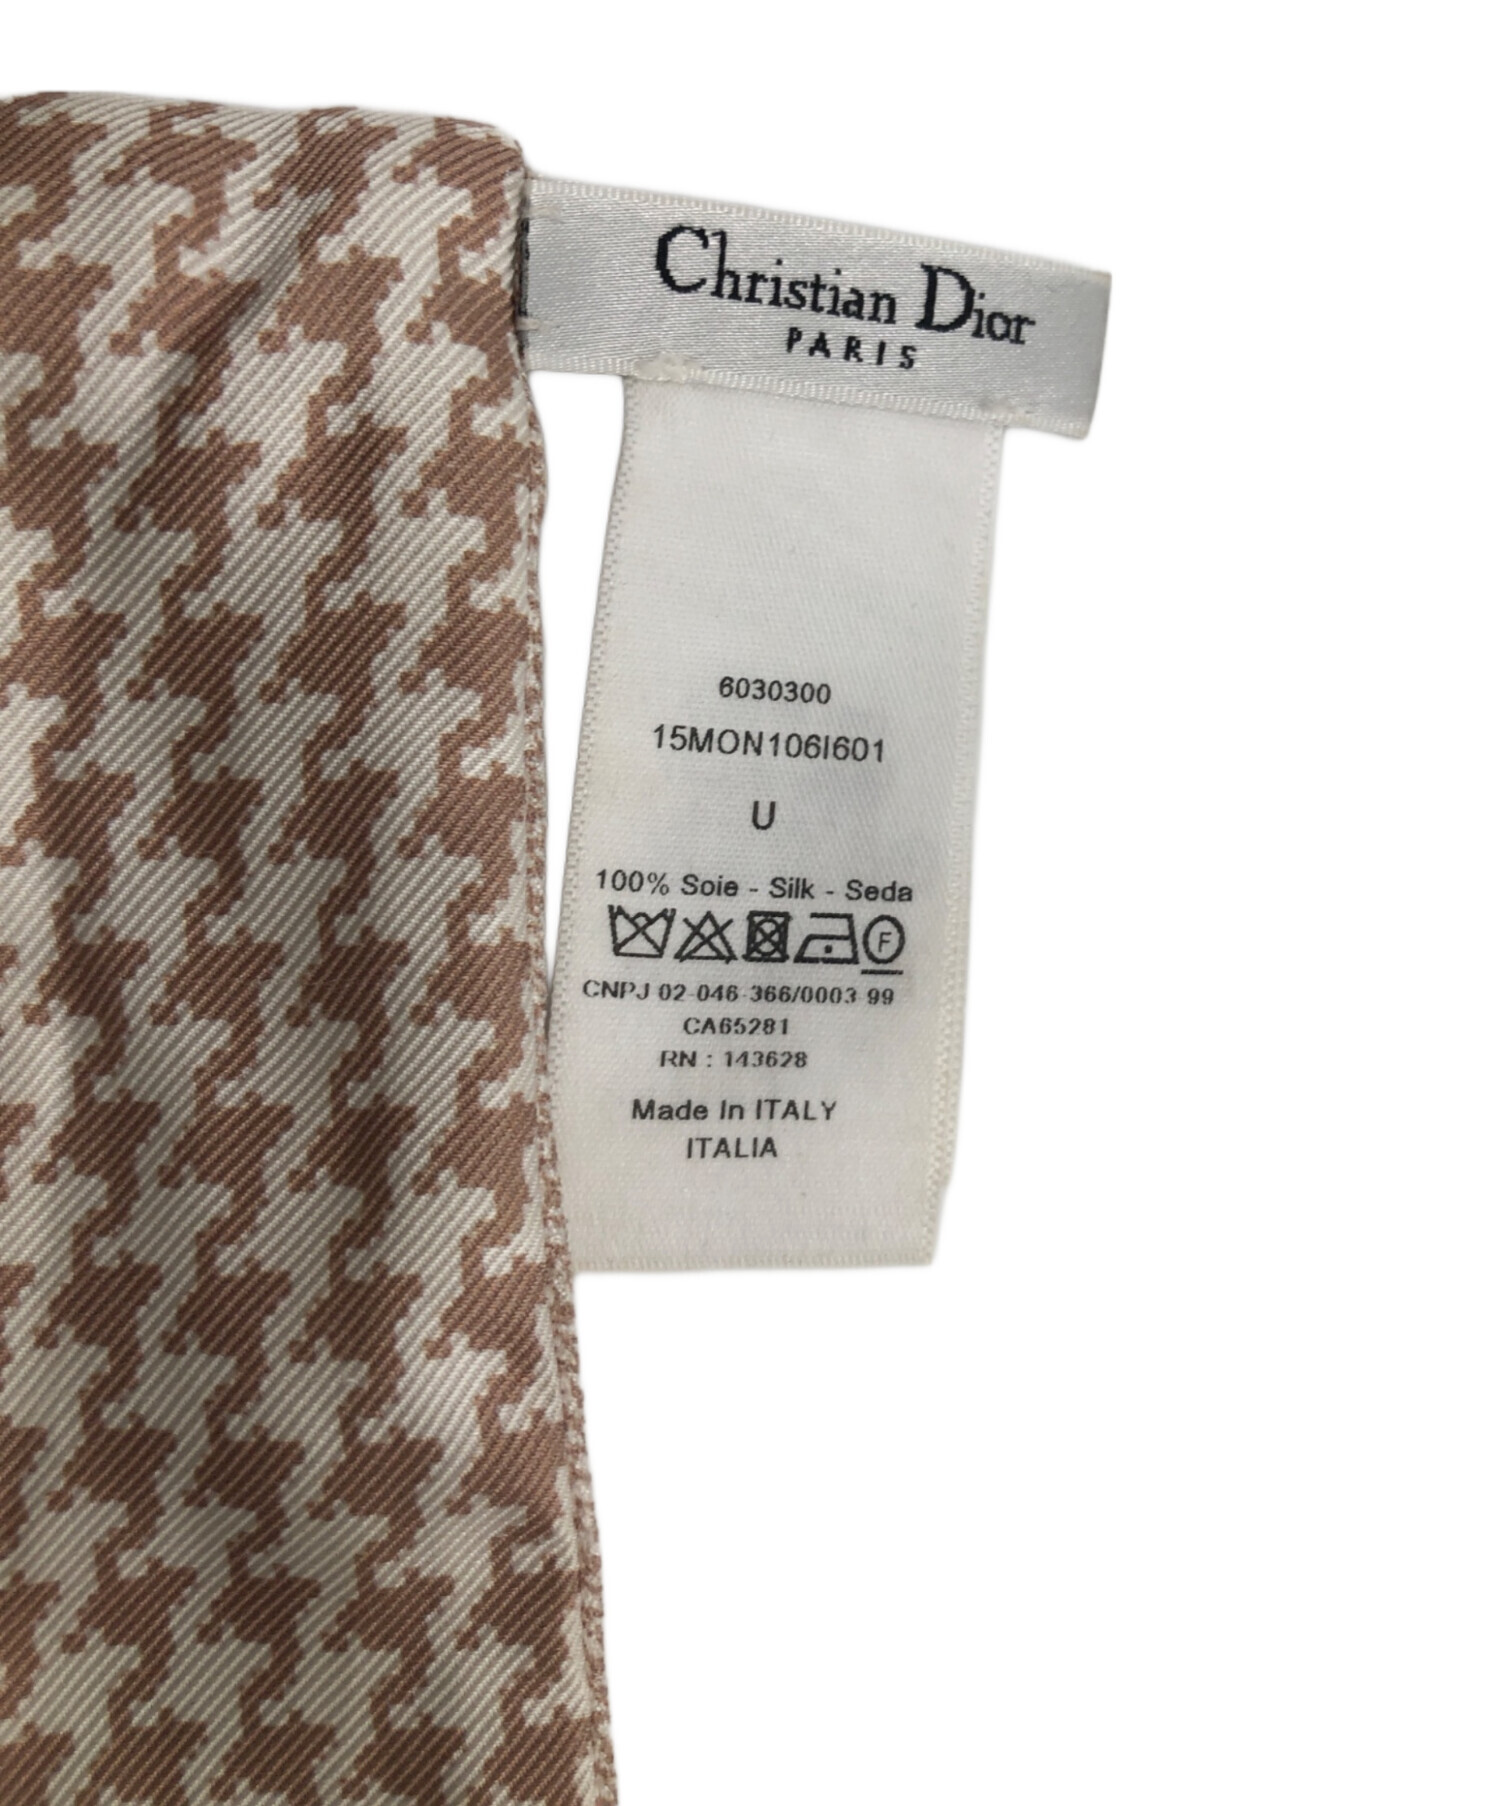 Christian Dior
PARIS
6030300
15MON106I601
U
100% Soie - Silk - Seda
F
CNPJ 02-046-366/0003-99
CA65281
RN : 143628
Made In ITALY
ITALIA